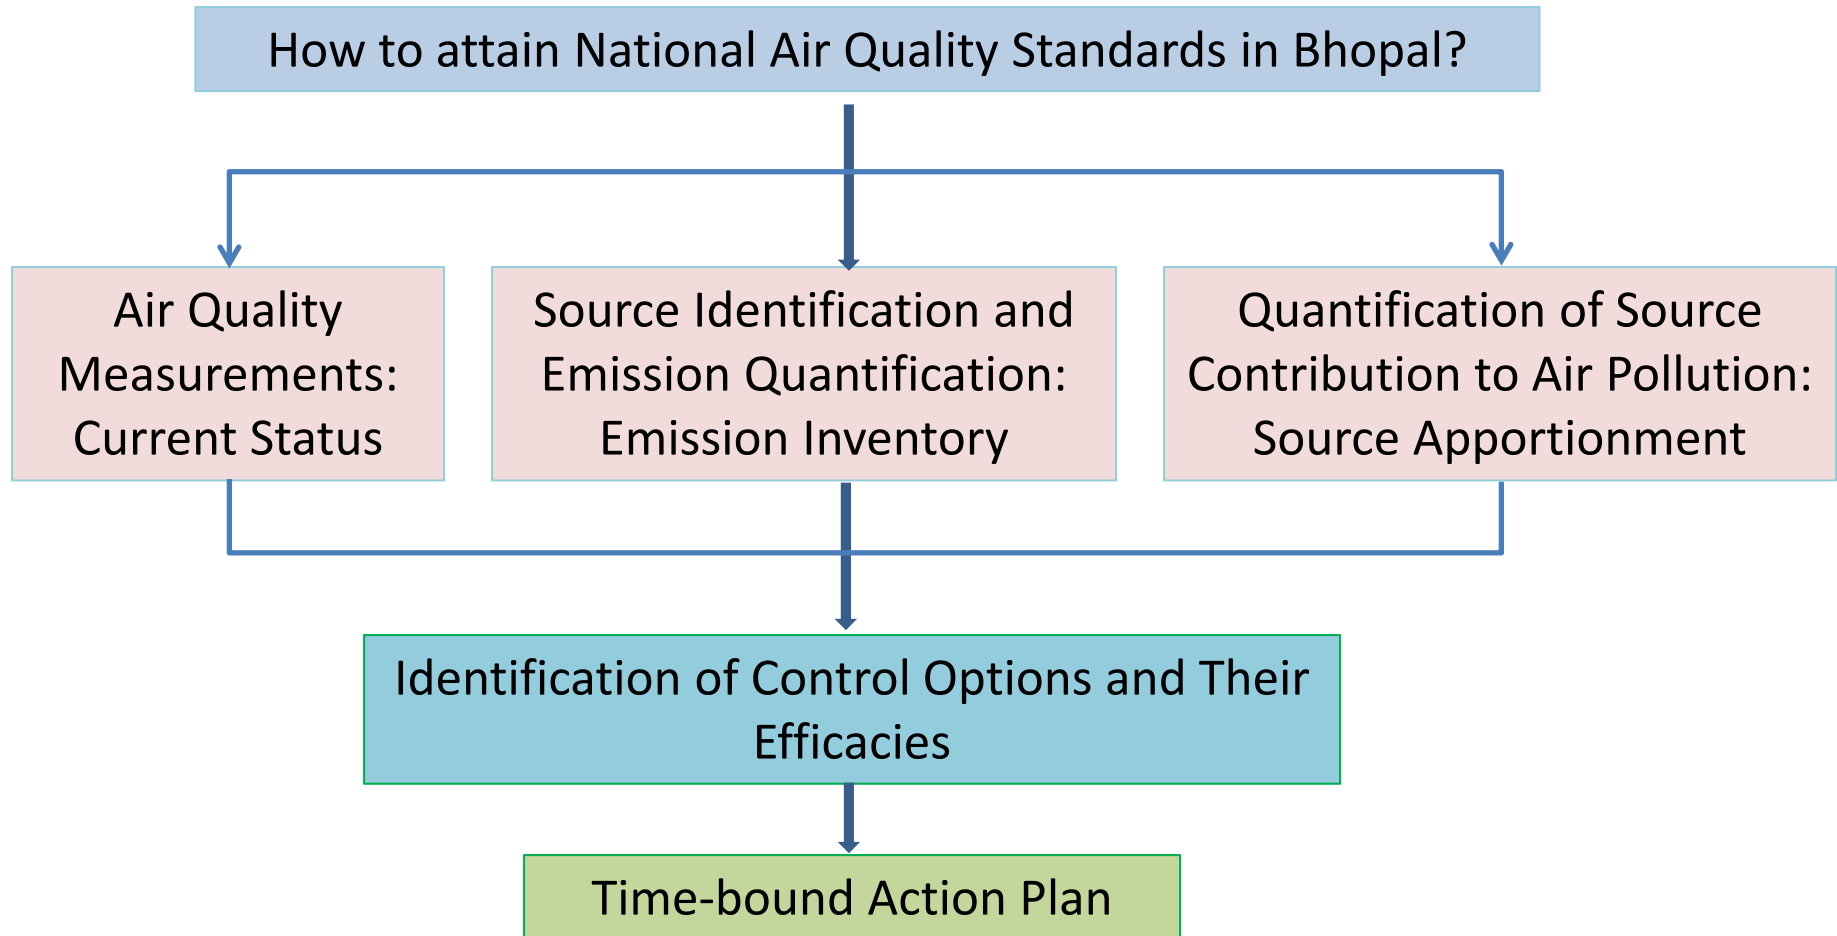 How to attain National Air Quality Standards in Bhopal?
Air Quality
Measurements:
Current Status
Source Identification and
Emission Quantification:
Emission Inventory
Quantification of Source
Contribution to Air Pollution:
Source Apportionment
Identification of Control Options and Their
Efficacies
Time-bound Action Plan